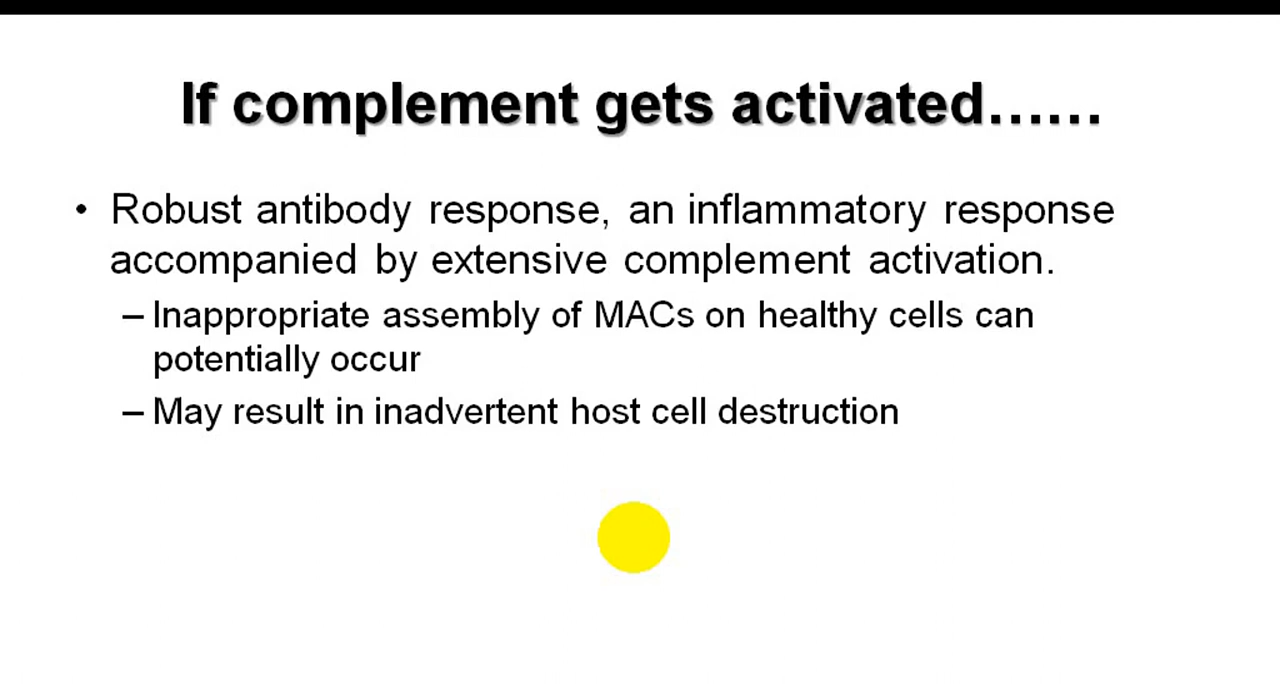 If complement gets activated……
• Robust antibody response, an inflammatory response
accompanied by extensive complement activation.
– Inappropriate assembly of MACs on healthy cells can
potentially occur
– May result in inadvertent host cell destruction